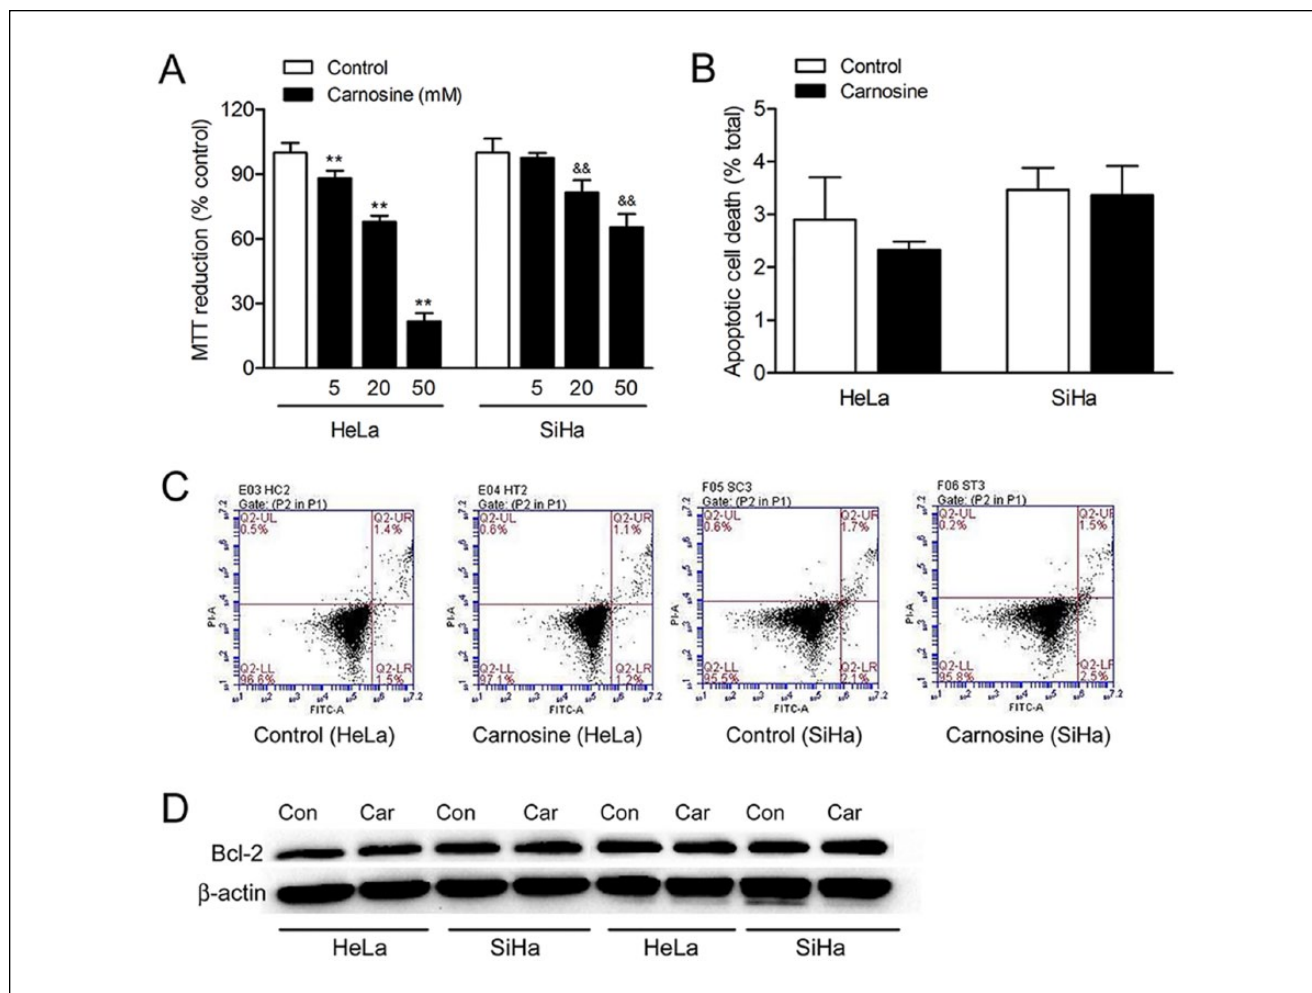 A
Control
Carnosine (mM)
MTT reduction (% control)
120
90
60
30
0
** ** **
&& &&
5 20 50 5 20 50
HeLa SiHa
B
Control
Carnosine
Apoptotic cell death (% total)
5
4
3
2
1
0
HeLa SiHa
C
E03 HC2
Gate: (P2 in P1)
Q2-UL
0.5%
Q2-UR
1.4%
Q2-LL
96.6%
Q2-LR
1.5%
PI-A
FITC-A
Control (HeLa)
E04 HT2
Gate: (P2 in P1)
Q2-UL
0.6%
Q2-UR
1.1%
Q2-LL
97.1%
Q2-LR
1.2%
PI-A
FITC-A
Carnosine (HeLa)
F05 SC3
Gate: (P2 in P1)
Q2-UL
0.6%
Q2-UR
1.7%
Q2-LL
95.5%
Q2-LR
2.1%
PI-A
FITC-A
Control (SiHa)
F06 ST3
Gate: (P2 in P1)
Q2-UL
0.2%
Q2-UR
1.5%
Q2-LL
95.8%
Q2-LR
2.5%
PI-A
FITC-A
Carnosine (SiHa)
D
Con Car Con Car Con Car Con Car
Bcl-2
β-actin
HeLa SiHa HeLa SiHa